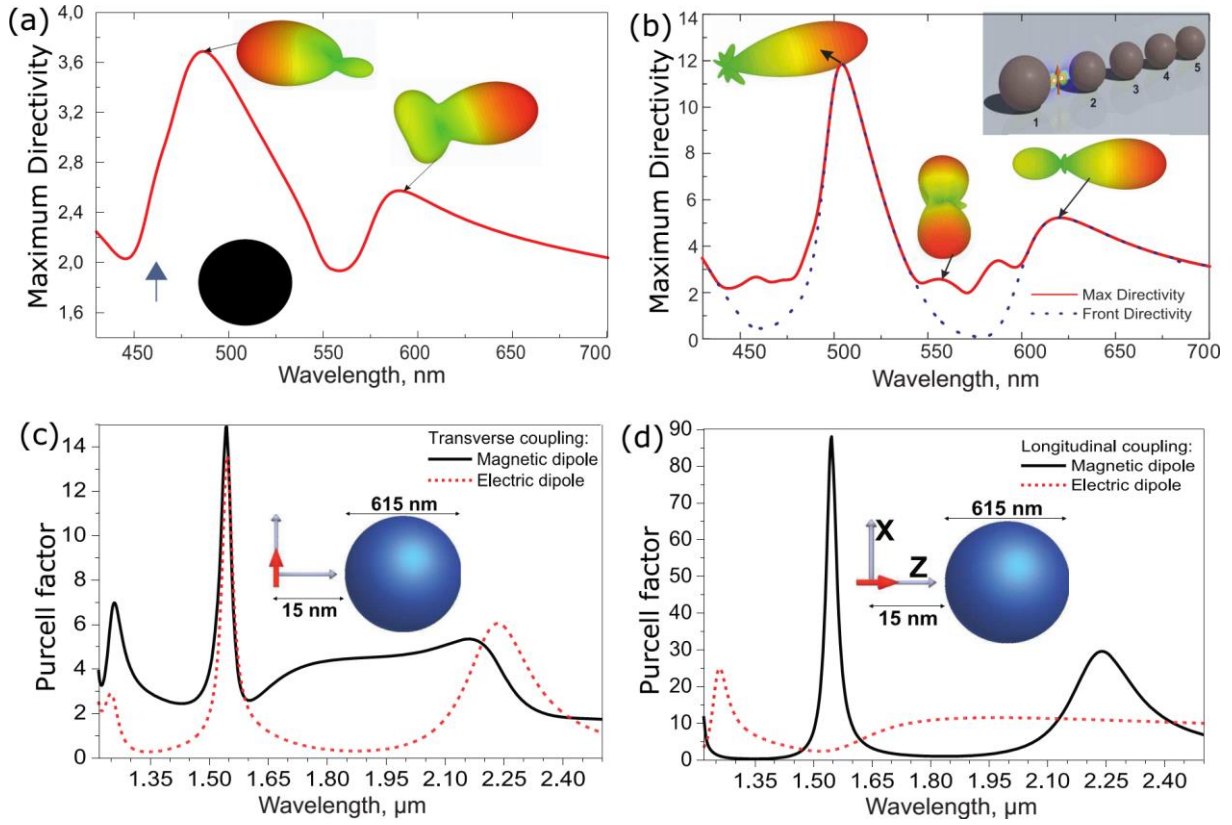 (a)
4,0
3,6
3,2
2,8
2,4
2,0
1,6
Maximum Directivity
450 500 550 600 650 700
Wavelength, nm
(b)
14
12
10
8
6
4
2
0
Maximum Directivity
1 2 3 4 5
Max Directivity
Front Directivity
450 500 550 600 650 700
Wavelength, nm
(c)
14
12
10
8
6
4
2
0
Purcell factor
Transverse coupling:
Magnetic dipole
Electric dipole
615 nm
15 nm
1.35 1.50 1.65 1.80 1.95 2.10 2.25 2.40
Wavelength, µm
(d)
90
80
70
60
50
40
30
20
10
0
Purcell factor
Longitudinal coupling:
Magnetic dipole
Electric dipole
615 nm
X
Z
15 nm
1.35 1.50 1.65 1.80 1.95 2.10 2.25 2.40
Wavelength, µm